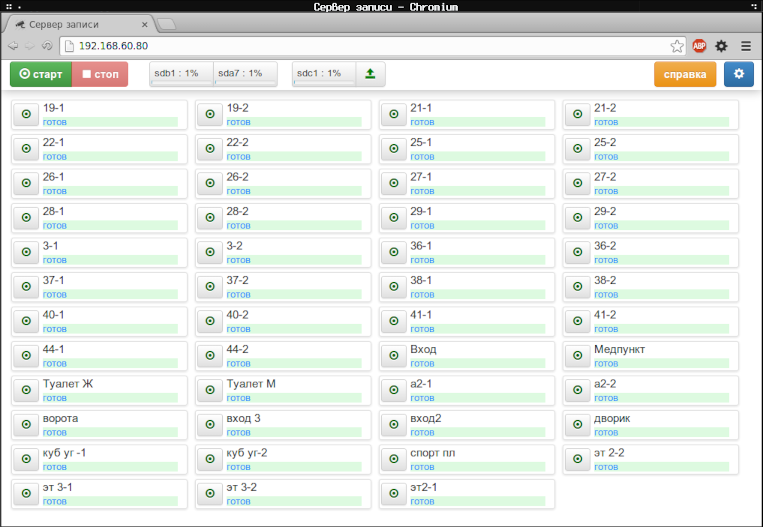 Сервер записи - Chromium
Сервер записи
192.168.60.80
ABP
старт стоп sdb1 : 1% sda7 : 1% sdc1 : 1% справка
19-1 19-2 21-1 21-2
готов готов готов готов
22-1 22-2 25-1 25-2
готов готов готов готов
26-1 26-2 27-1 27-2
готов готов готов готов
28-1 28-2 29-1 29-2
готов готов готов готов
3-1 3-2 36-1 36-2
готов готов готов готов
37-1 37-2 38-1 38-2
готов готов готов готов
40-1 40-2 41-1 41-2
готов готов готов готов
44-1 44-2 Вход Медпункт
готов готов готов готов
Туалет Ж Туалет М а2-1 а2-2
готов готов готов готов
ворота вход 3 вход2 дворик
готов готов готов готов
куб уг -1 куб уг-2 спорт пл эт 2-2
готов готов готов готов
эт 3-1 эт 3-2 эт2-1
готов готов готов